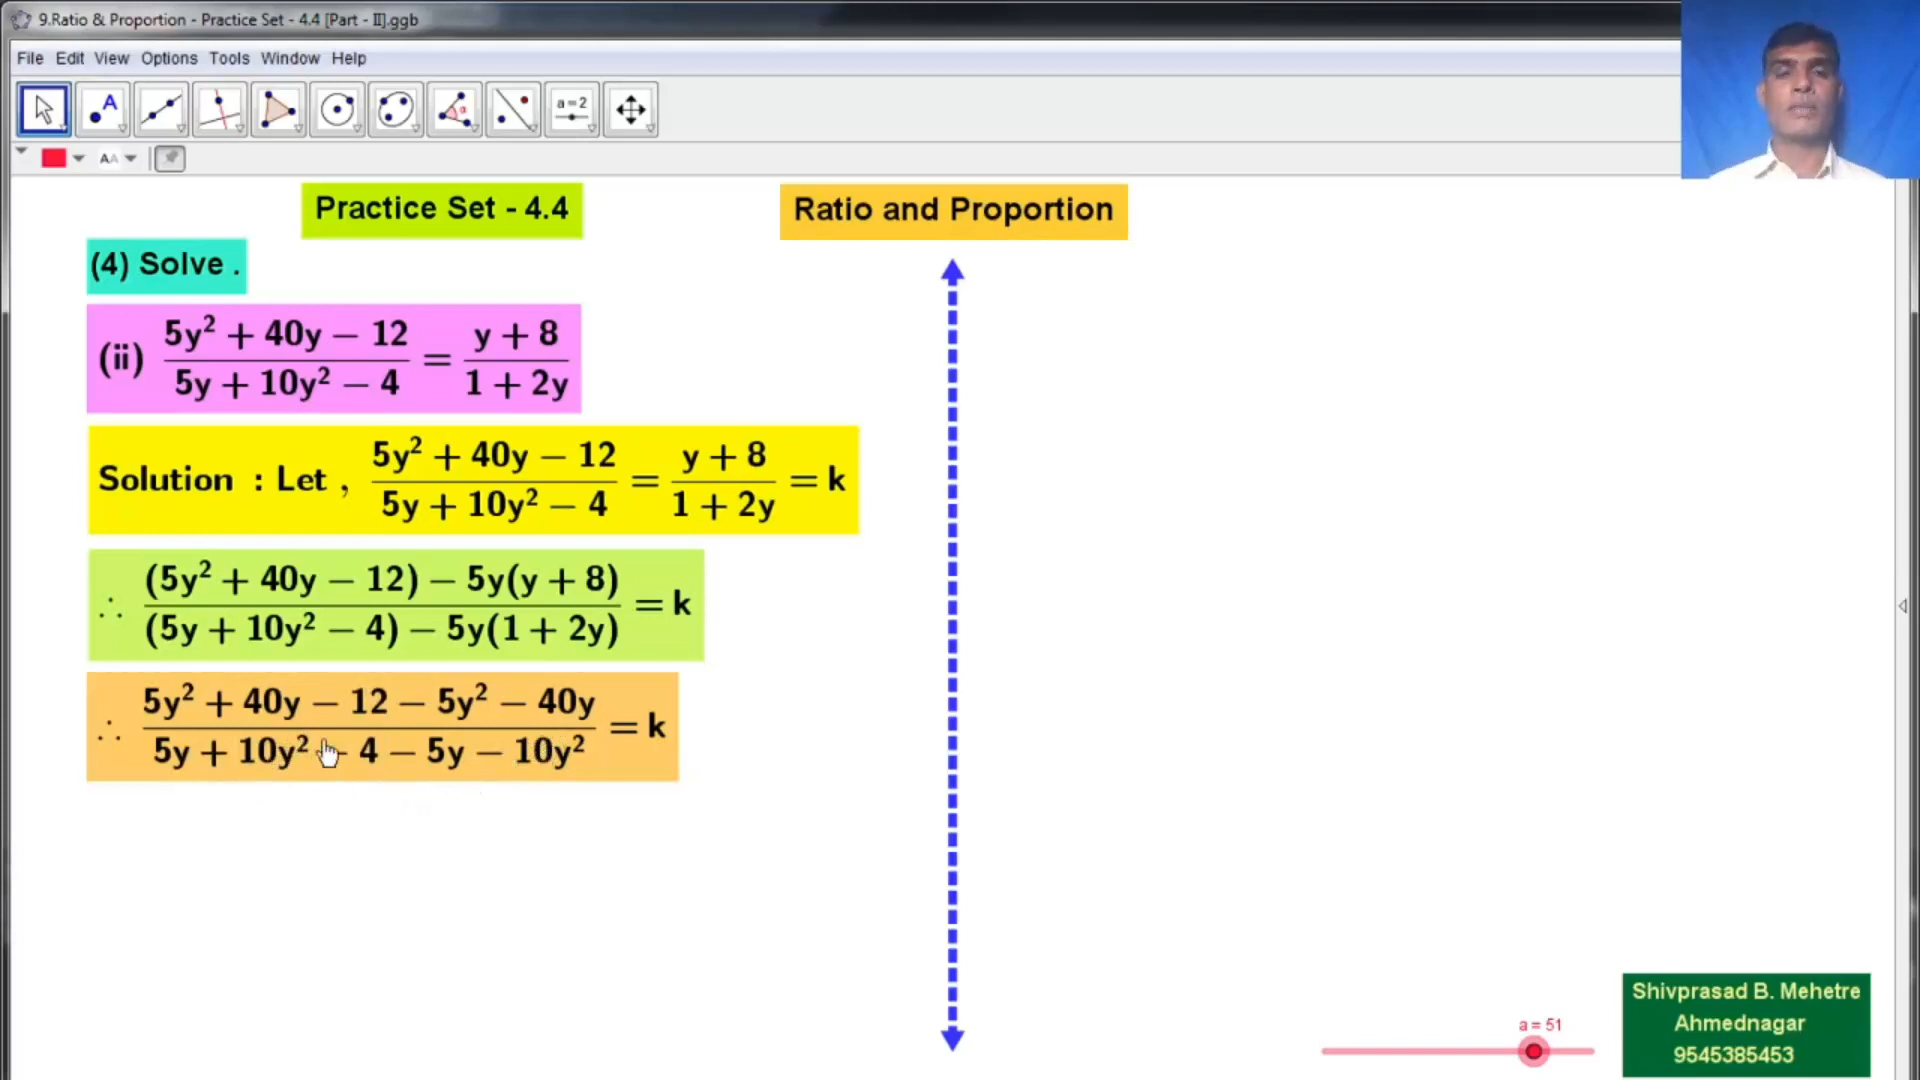 9.Ratio & Proportion - Practice Set - 4.4 [Part - II].ggb
File Edit View Options Tools Window Help
A
α
a=2
AA
Practice Set - 4.4
Ratio and Proportion
(4) Solve .
(ii) (5y² + 40y − 12)/(5y + 10y² − 4) = (y + 8)/(1 + 2y)
Solution : Let , (5y² + 40y − 12)/(5y + 10y² − 4) = (y + 8)/(1 + 2y) = k
∴ ((5y² + 40y − 12) − 5y(y + 8))/((5y + 10y² − 4) − 5y(1 + 2y)) = k
∴ (5y² + 40y − 12 − 5y² − 40y)/(5y + 10y² − 4 − 5y − 10y²) = k
a = 51
Shivprasad B. Mehetre
Ahmednagar
9545385453